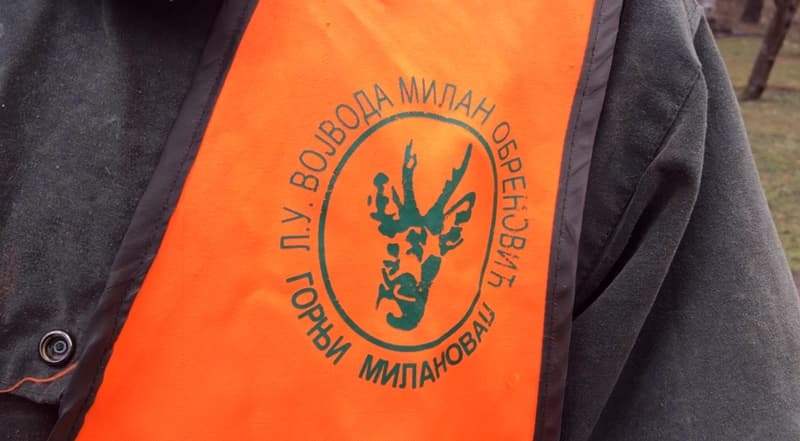 Л.У. ВОЈВОДА МИЛАН ОБРЕНОВИЋ
ГОРЊИ МИЛАНОВАЦ